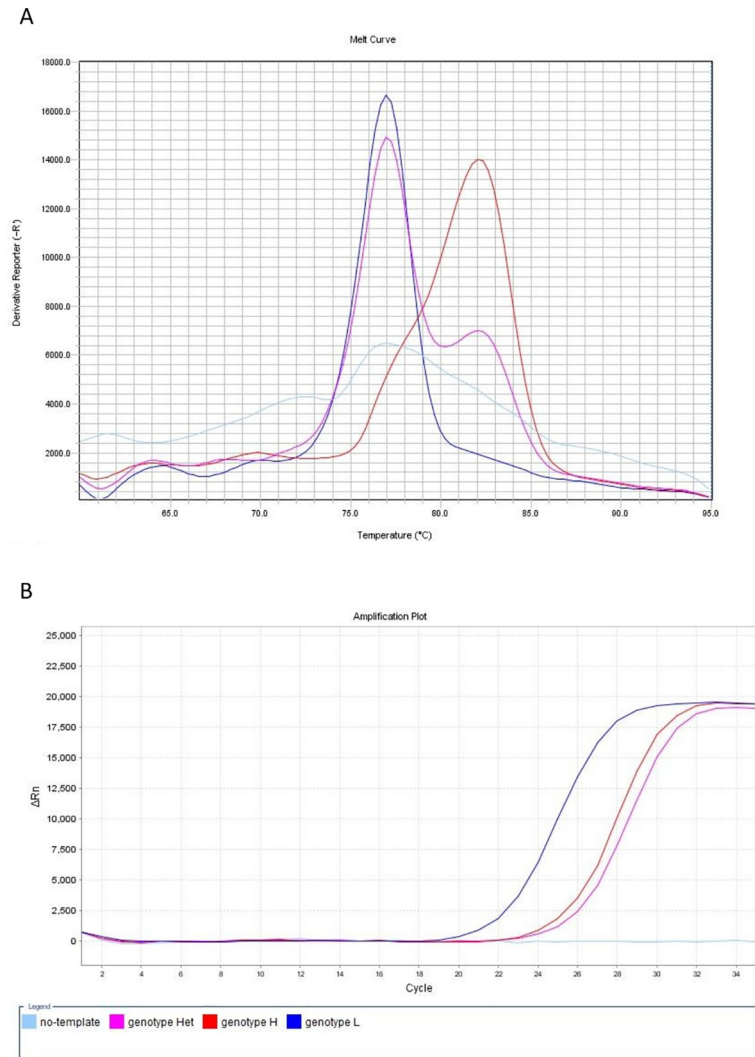 A
Melt Curve
18000.0
16000.0
14000.0
12000.0
10000.0
8000.0
6000.0
4000.0
2000.0
Derivative Reporter (-R')
65.0 70.0 75.0 80.0 85.0 90.0 95.0
Temperature (°C)
B
Amplification Plot
25,000
22,500
20,000
17,500
15,000
12,500
10,000
7,500
5,000
2,500
0
ΔRn
2 4 6 8 10 12 14 16 18 20 22 24 26 28 30 32 34
Cycle
Legend
no-template genotype Het genotype H genotype L